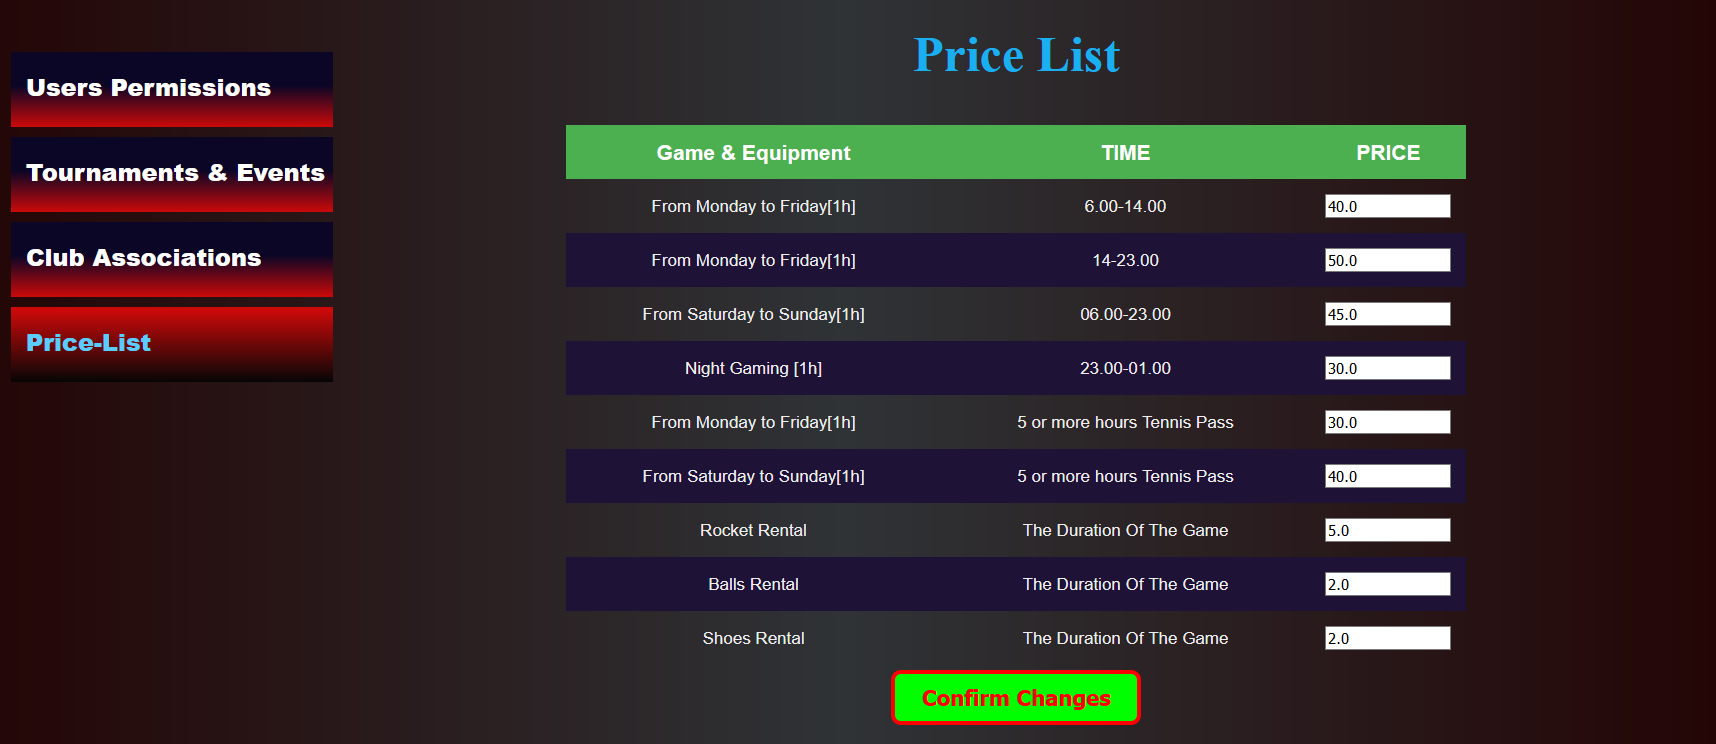 Users Permissions
Tournaments & Events
Club Associations
Price-List
Price List
Game & Equipment TIME PRICE
From Monday to Friday[1h] 6.00-14.00 40.0
From Monday to Friday[1h] 14-23.00 50.0
From Saturday to Sunday[1h] 06.00-23.00 45.0
Night Gaming [1h] 23.00-01.00 30.0
From Monday to Friday[1h] 5 or more hours Tennis Pass 30.0
From Saturday to Sunday[1h] 5 or more hours Tennis Pass 40.0
Rocket Rental The Duration Of The Game 5.0
Balls Rental The Duration Of The Game 2.0
Shoes Rental The Duration Of The Game 2.0
Confirm Changes